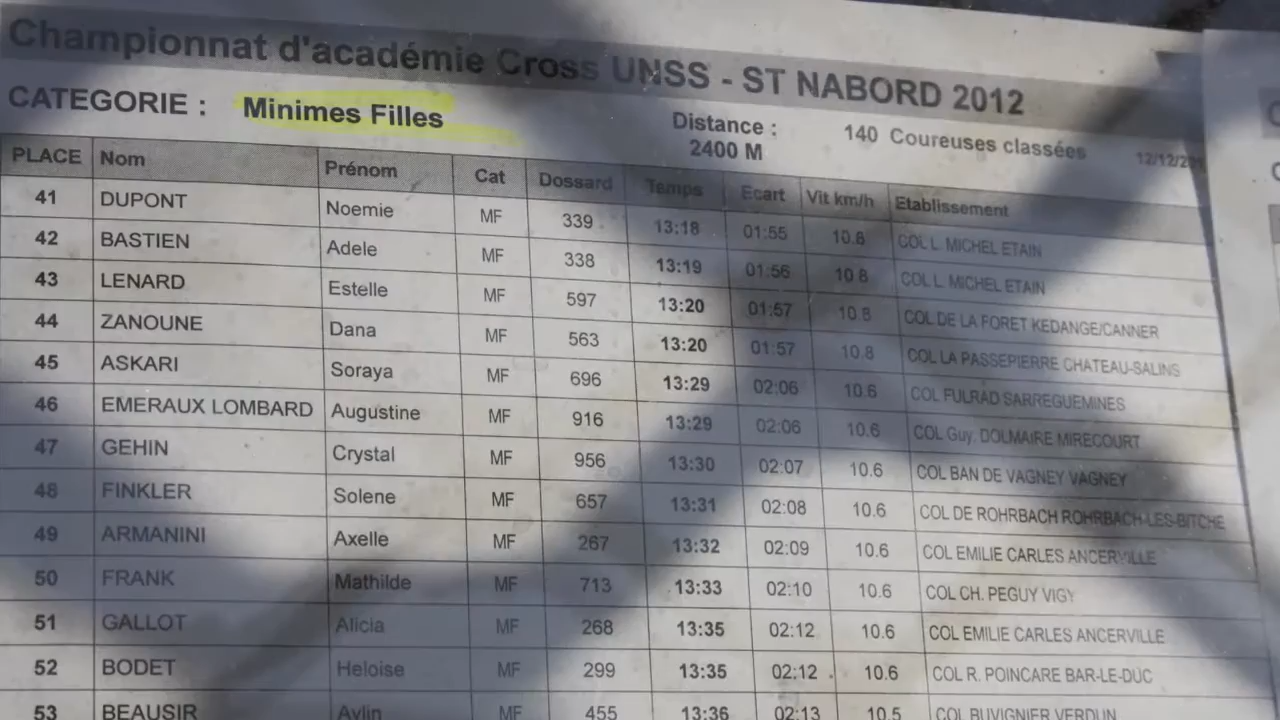 Championnat d'académie Cross UNSS - ST NABORD 2012
CATEGORIE : Minimes Filles Distance : 2400 M 140 Coureuses classées
PLACE Nom Prénom Cat Dossard Temps Ecart Vit km/h Etablissement
41 DUPONT Noemie MF 339 13:18 01:55 10.8 COL L. MICHEL ETAIN
42 BASTIEN Adele MF 338 13:19 01:56 10.8 COL L. MICHEL ETAIN
43 LENARD Estelle MF 597 13:20 01:57 10.8 COL DE LA FORET KEDANGE/CANNER
44 ZANOUNE Dana MF 563 13:20 01:57 10.8 COL LA PASSEPIERRE CHATEAU-SALINS
45 ASKARI Soraya MF 696 13:29 02:06 10.6 COL FULRAD SARREGUEMINES
46 EMERAUX LOMBARD Augustine MF 916 13:29 02:06 10.6 COL Guy. DOLMAIRE MIRECOURT
47 GEHIN Crystal MF 956 13:30 02:07 10.6 COL BAN DE VAGNEY VAGNEY
48 FINKLER Solene MF 657 13:31 02:08 10.6 COL DE ROHRBACH ROHRBACH-LES-BITCHE
49 ARMANINI Axelle MF 267 13:32 02:09 10.6 COL EMILIE CARLES ANCERVILLE
50 FRANK Mathilde MF 713 13:33 02:10 10.6 COL CH. PEGUY VIGY
51 GALLOT Alicia MF 268 13:35 02:12 10.6 COL EMILIE CARLES ANCERVILLE
52 BODET Heloise MF 299 13:35 02:12 10.6 COL R. POINCARE BAR-LE-DUC
53 BEAUSIR Aylin MF 455 13:36 02:13 10.5 COL BUVIGNIER VERDUN